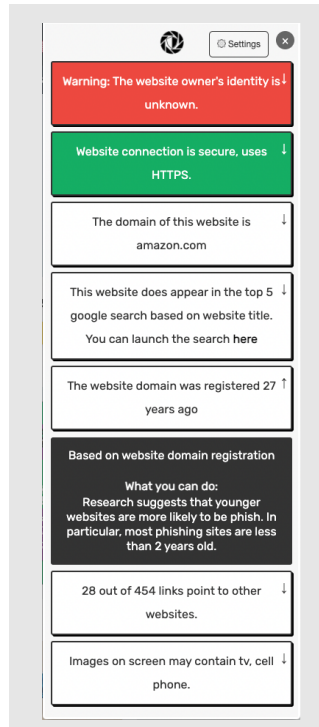 Settings
Warning: The website owner's identity is
unknown.
Website connection is secure, uses
HTTPS.
The domain of this website is
amazon.com
This website does appear in the top 5
google search based on website title.
You can launch the search here
The website domain was registered 27
years ago
Based on website domain registration
What you can do:
Research suggests that younger
websites are more likely to be phish. In
particular, most phishing sites are less
than 2 years old.
28 out of 454 links point to other
websites.
Images on screen may contain tv, cell
phone.